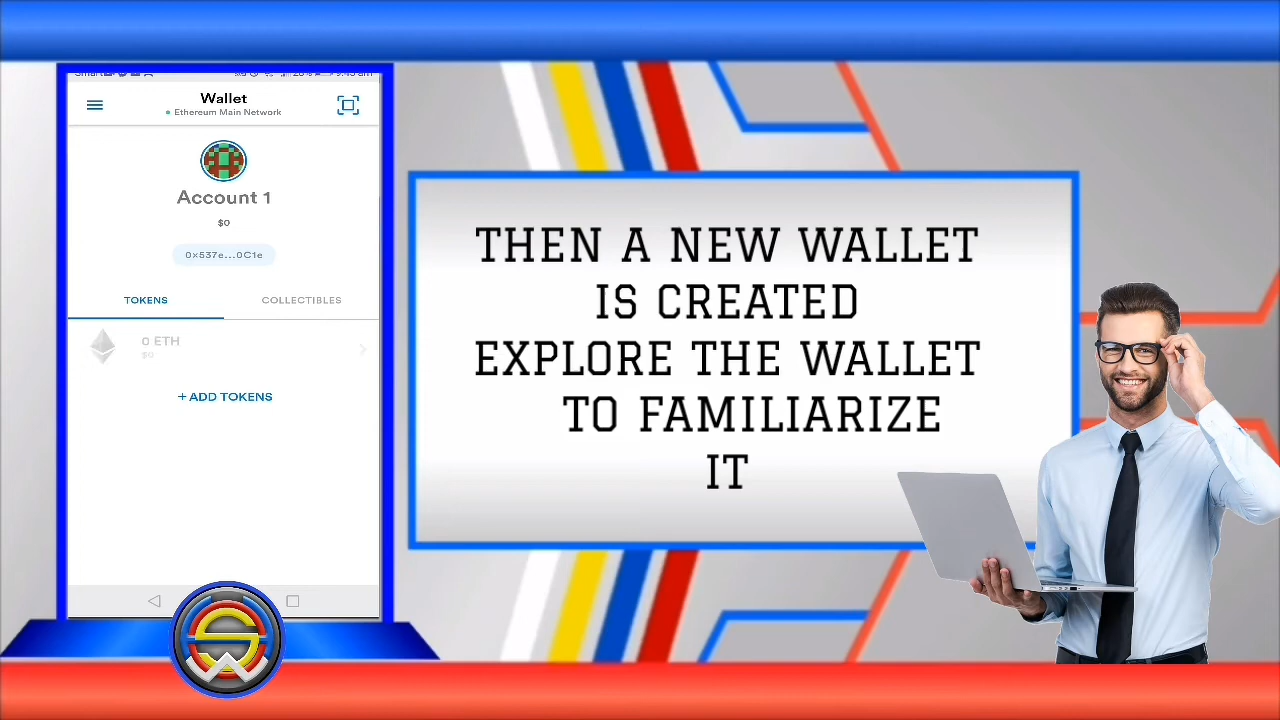 Wallet
Ethereum Main Network
Account 1
$0
0x537e...0C1e
TOKENS
COLLECTIBLES
0 ETH
$0
+ ADD TOKENS
THEN A NEW WALLET
IS CREATED
EXPLORE THE WALLET
TO FAMILIARIZE
IT